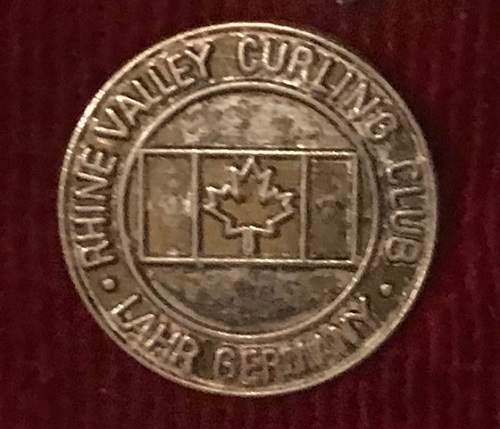 RHINE VALLEY CURLING CLUB
LAHR GERMANY